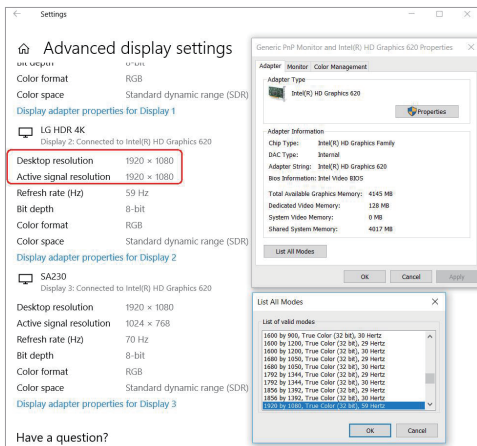 Settings
Advanced display settings
Bit depth 8-bit
Color format RGB
Color space Standard dynamic range (SDR)
Display adapter properties for Display 1
LG HDR 4K
Display 2: Connected to Intel(R) HD Graphics 620
Desktop resolution 1920 × 1080
Active signal resolution 1920 × 1080
Refresh rate (Hz) 59 Hz
Bit depth 8-bit
Color format RGB
Color space Standard dynamic range (SDR)
Display adapter properties for Display 2
SA230
Display 3: Connected to Intel(R) HD Graphics 620
Desktop resolution 1920 × 1080
Active signal resolution 1024 × 768
Refresh rate (Hz) 70 Hz
Bit depth 8-bit
Color format RGB
Color space Standard dynamic range (SDR)
Display adapter properties for Display 3
Have a question?
Generic PnP Monitor and Intel(R) HD Graphics 620 Properties
Adapter Monitor Color Management
Adapter Type
Intel(R) HD Graphics 620
Properties
Adapter Information
Chip Type: Intel(R) HD Graphics Family
DAC Type: Internal
Adapter String: Intel(R) HD Graphics 620
Bios Information: Intel Video BIOS
Total Available Graphics Memory: 4145 MB
Dedicated Video Memory: 128 MB
System Video Memory: 0 MB
Shared System Memory: 4017 MB
List All Modes
OK Cancel Apply
List All Modes
List of valid modes
1600 by 900, True Color (32 bit), 30 Hertz
1600 by 1200, True Color (32 bit), 29 Hertz
1600 by 1200, True Color (32 bit), 30 Hertz
1680 by 1050, True Color (32 bit), 29 Hertz
1680 by 1050, True Color (32 bit), 30 Hertz
1792 by 1344, True Color (32 bit), 29 Hertz
1792 by 1344, True Color (32 bit), 30 Hertz
1856 by 1392, True Color (32 bit), 29 Hertz
1856 by 1392, True Color (32 bit), 30 Hertz
1920 by 1080, True Color (32 bit), 59 Hertz
OK Cancel